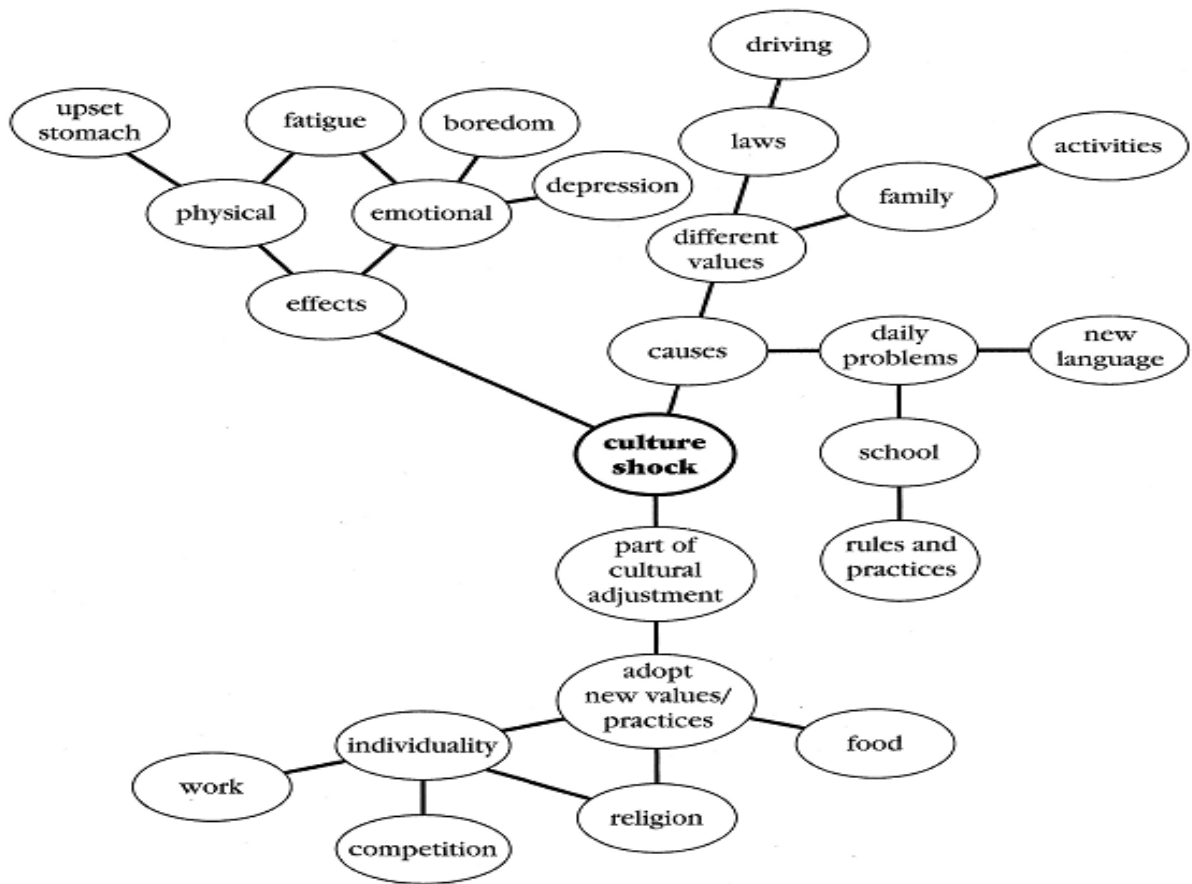 driving
upset
stomach
fatigue
boredom
laws
activities
depression
family
physical
emotional
different
values
effects
causes
daily
problems
new
language
culture
shock
school
part of
cultural
adjustment
rules and
practices
adopt
new values/
practices
individuality
food
work
religion
competition